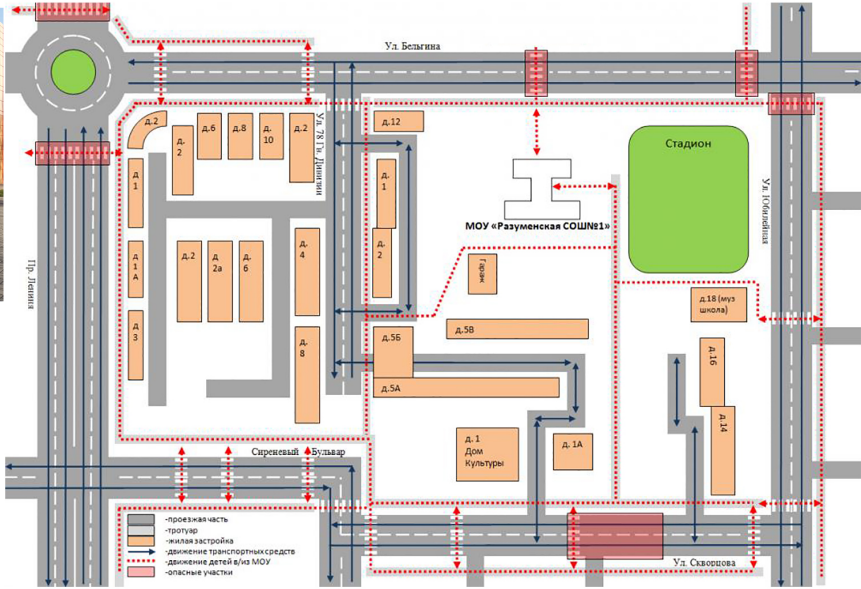 Ул. Бельгина
д.2
д. 2
д.6
д.8
д. 10
д.2
Ул. 78 Гв. Дивизии
д.12
Стадион
д 1
д. 1
МОУ «Разуменская СОШ№1»
Ул. Юбилейная
Пр. Ленина
д 1А
д.2
д 2а
д. 6
д. 4
д. 2
Гараж
д.18 (муз
школа)
д 3
д. 8
д.5Б
д.5В
д.16
д.5А
д.14
д. 1
Дом
Культуры
д. 1А
Сиреневый Бульвар
-проезжая часть
-тротуар
-жилая застройка
-движение транспортных средств
-движение детей в/из МОУ
-опасные участки
Ул. Скворцова